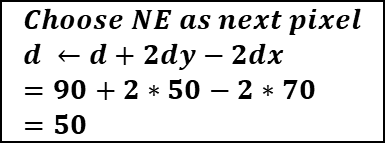 Choose NE as next pixel
d ← d + 2dy − 2dx
= 90 + 2 * 50 − 2 * 70
= 50